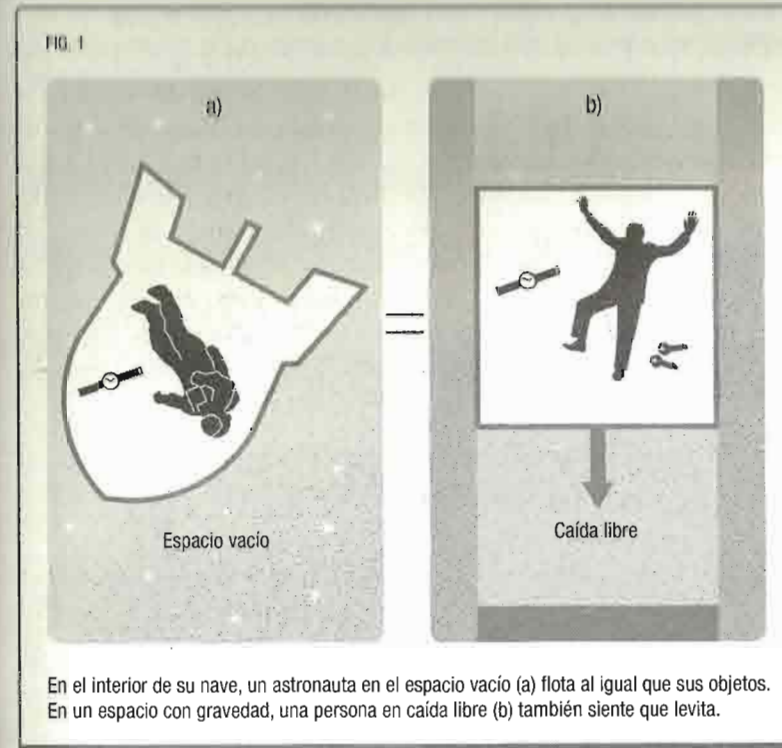 FIG. 1
a)
b)
=
Espacio vacío
Caída libre
En el interior de su nave, un astronauta en el espacio vacío (a) flota al igual que sus objetos.
En un espacio con gravedad, una persona en caída libre (b) también siente que levita.